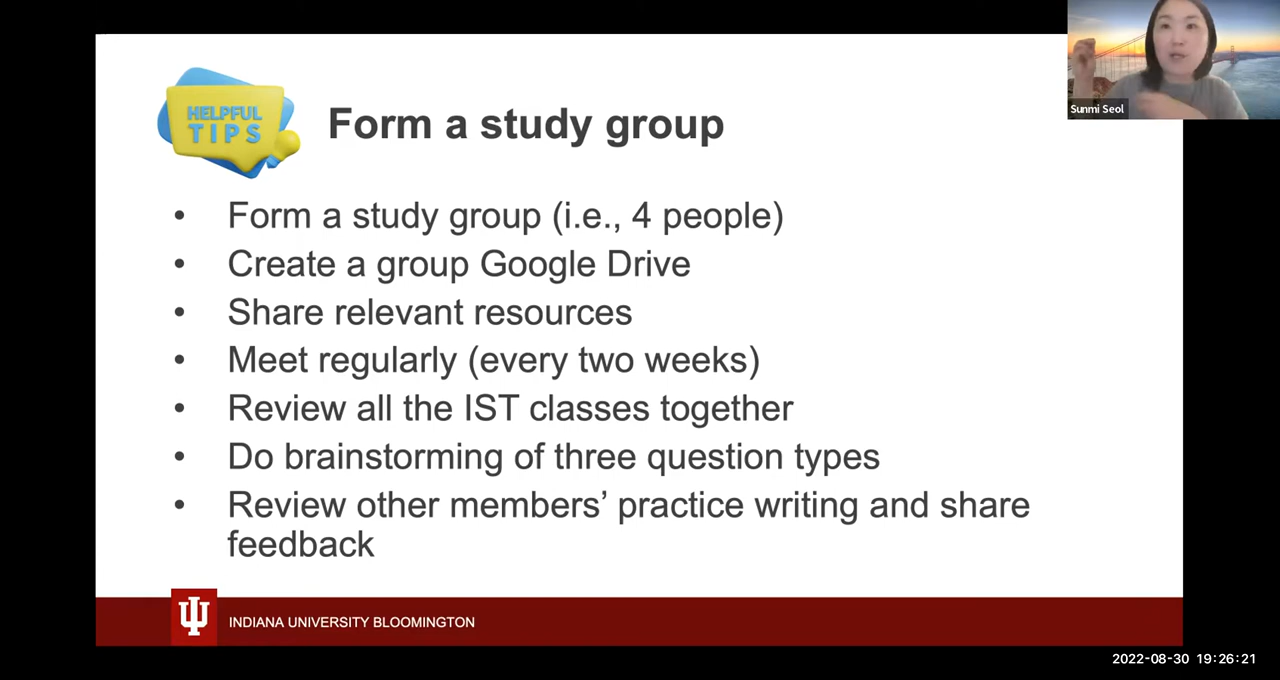 HELPFUL
TIPS
Form a study group
Sunmi Seol
• Form a study group (i.e., 4 people)
• Create a group Google Drive
• Share relevant resources
• Meet regularly (every two weeks)
• Review all the IST classes together
• Do brainstorming of three question types
• Review other members’ practice writing and share
feedback
INDIANA UNIVERSITY BLOOMINGTON
2022-08-30 19:26:21